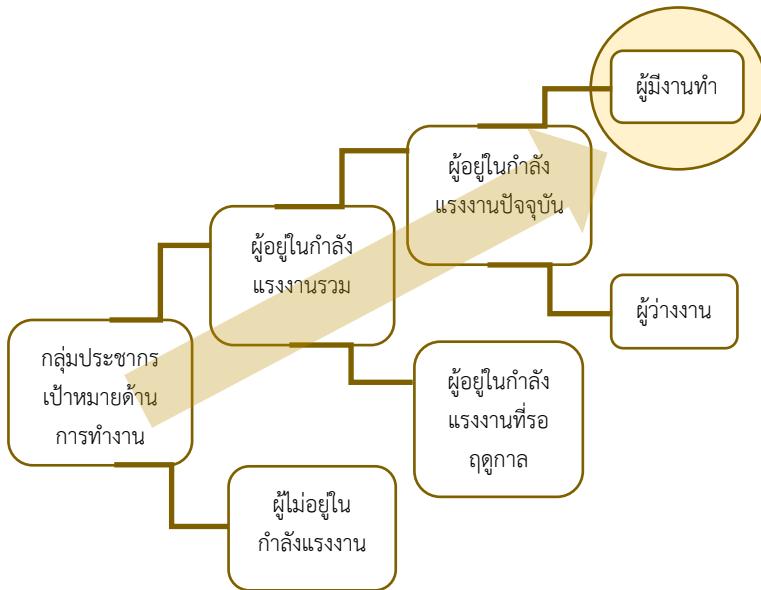 ผู้มีงานทำ
ผู้อยู่ในกำลัง
แรงงานปัจจุบัน
ผู้อยู่ในกำลัง
แรงงานรวม
ผู้ว่างงาน
กลุ่มประชากร
เป้าหมายด้าน
การทำงาน
ผู้อยู่ในกำลัง
แรงงานที่รอ
ฤดูกาล
ผู้ไม่อยู่ใน
กำลังแรงงาน